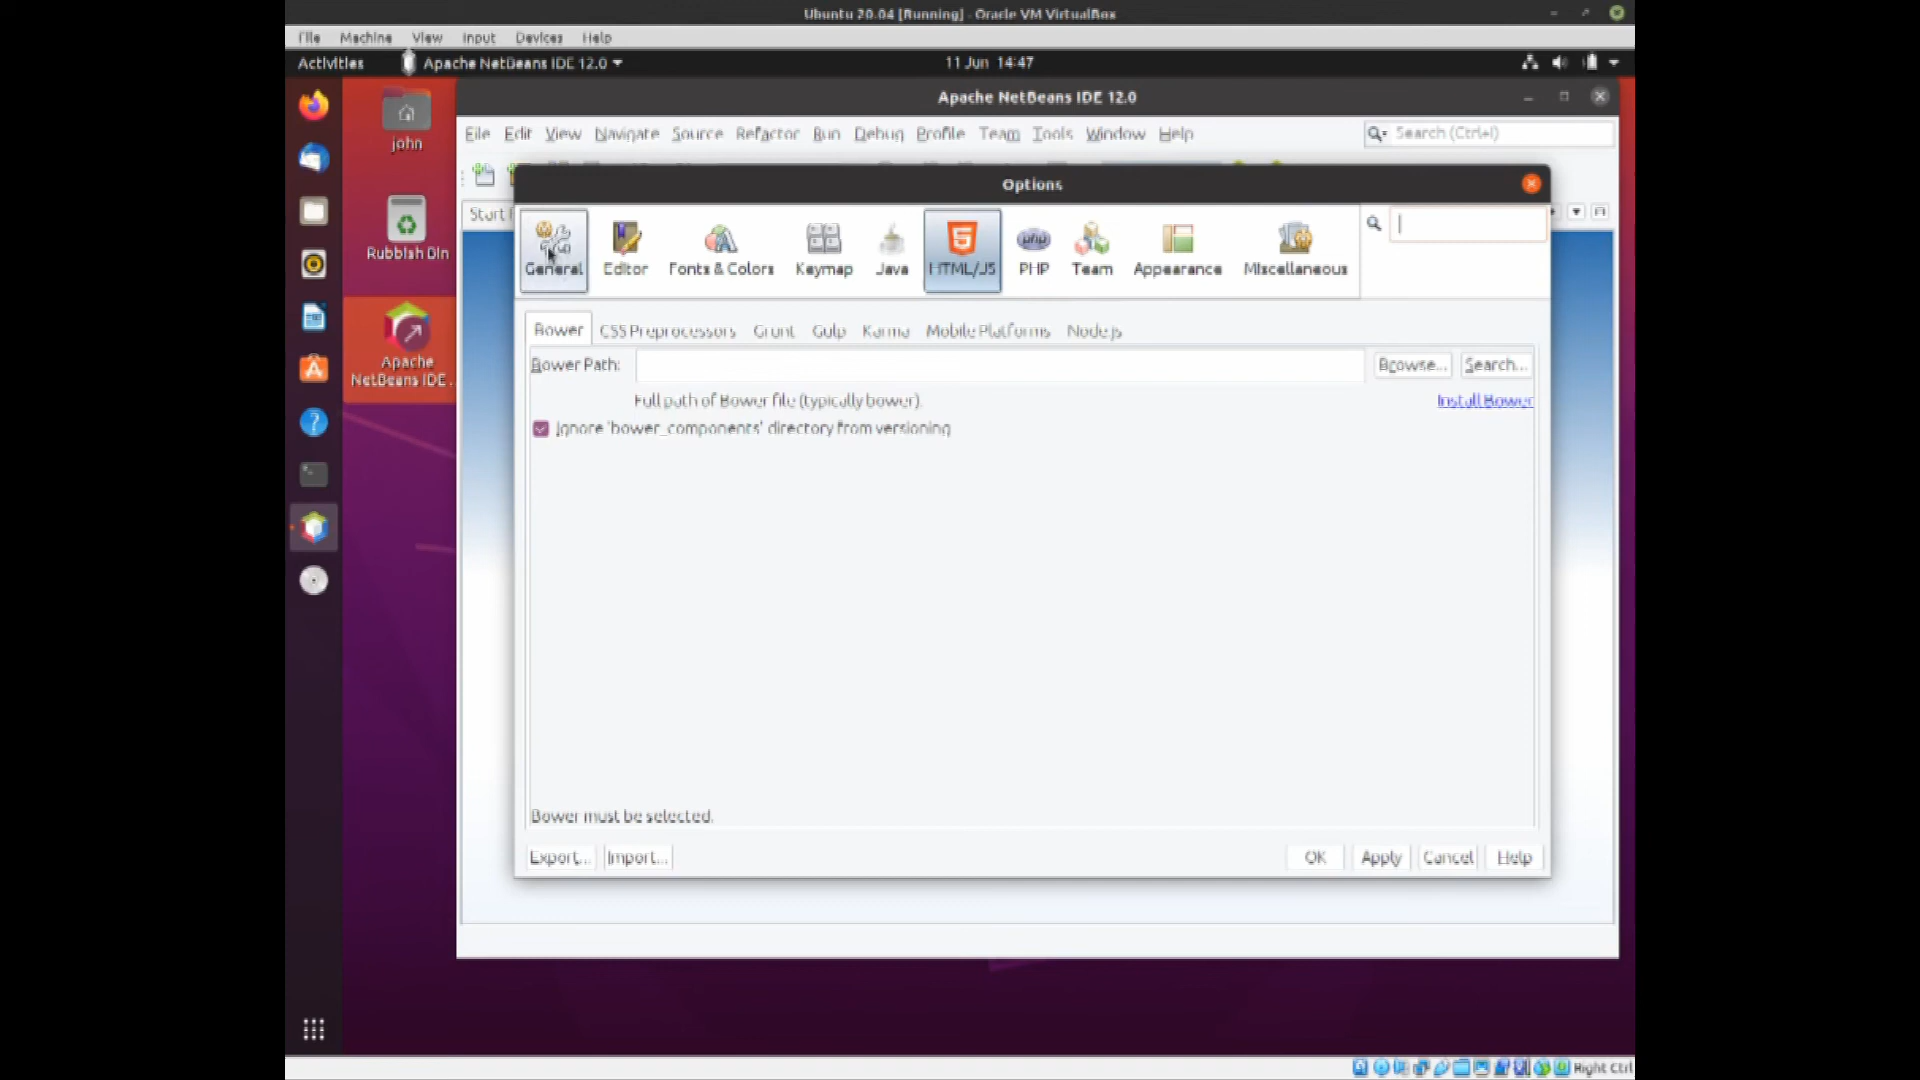 Ubuntu 20.04 [Running] - Oracle VM VirtualBox
File Machine View Input Devices Help
Activities Apache NetBeans IDE 12.0 11 Jun 14:47
Apache NetBeans IDE 12.0
john
File Edit View Navigate Source Refactor Run Debug Profile Team Tools Window Help Search (Ctrl+I)
Options
Start
Rubbish Bin
General Editor Fonts & Colors Keymap Java HTML/JS PHP Team Appearance Miscellaneous
Bower CSS Preprocessors Grunt Gulp Karma Mobile Platforms Node.js
Apache
NetBeans IDE ...
Bower Path: Browse... Search...
Full path of Bower file (typically bower). Install Bower
Ignore 'bower_components' directory from versioning
Bower must be selected.
Export... Import... OK Apply Cancel Help
Right Ctrl